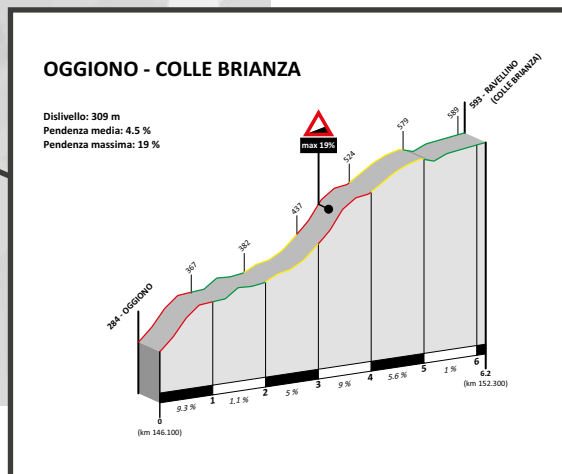 OGGIONO - COLLE BRIANZA
Dislivello: 309 m
Pendenza media: 4.5 %
Pendenza massima: 19 %
max 19%
284 - OGGIONO
367
382
437
524
579
589
593 - RAVELLINO
(COLLE BRIANZA)
9.3 %
1.1 %
5 %
9 %
5.6 %
1 %
0
1
2
3
4
5
6
6.2
(km 146.100)
(km 152.300)